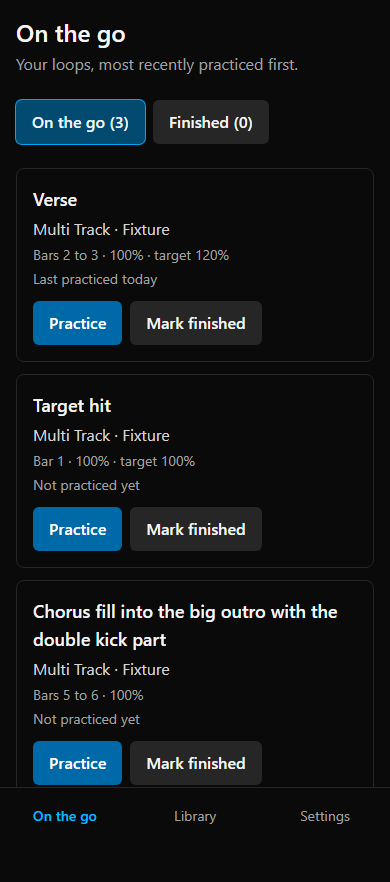 On the go
Your loops, most recently practiced first.
On the go (3)
Finished (0)
Verse
Multi Track · Fixture
Bars 2 to 3 · 100% · target 120%
Last practiced today
Practice
Mark finished
Target hit
Multi Track · Fixture
Bar 1 · 100% · target 100%
Not practiced yet
Practice
Mark finished
Chorus fill into the big outro with the
double kick part
Multi Track · Fixture
Bars 5 to 6 · 100%
Not practiced yet
Practice
Mark finished
On the go
Library
Settings